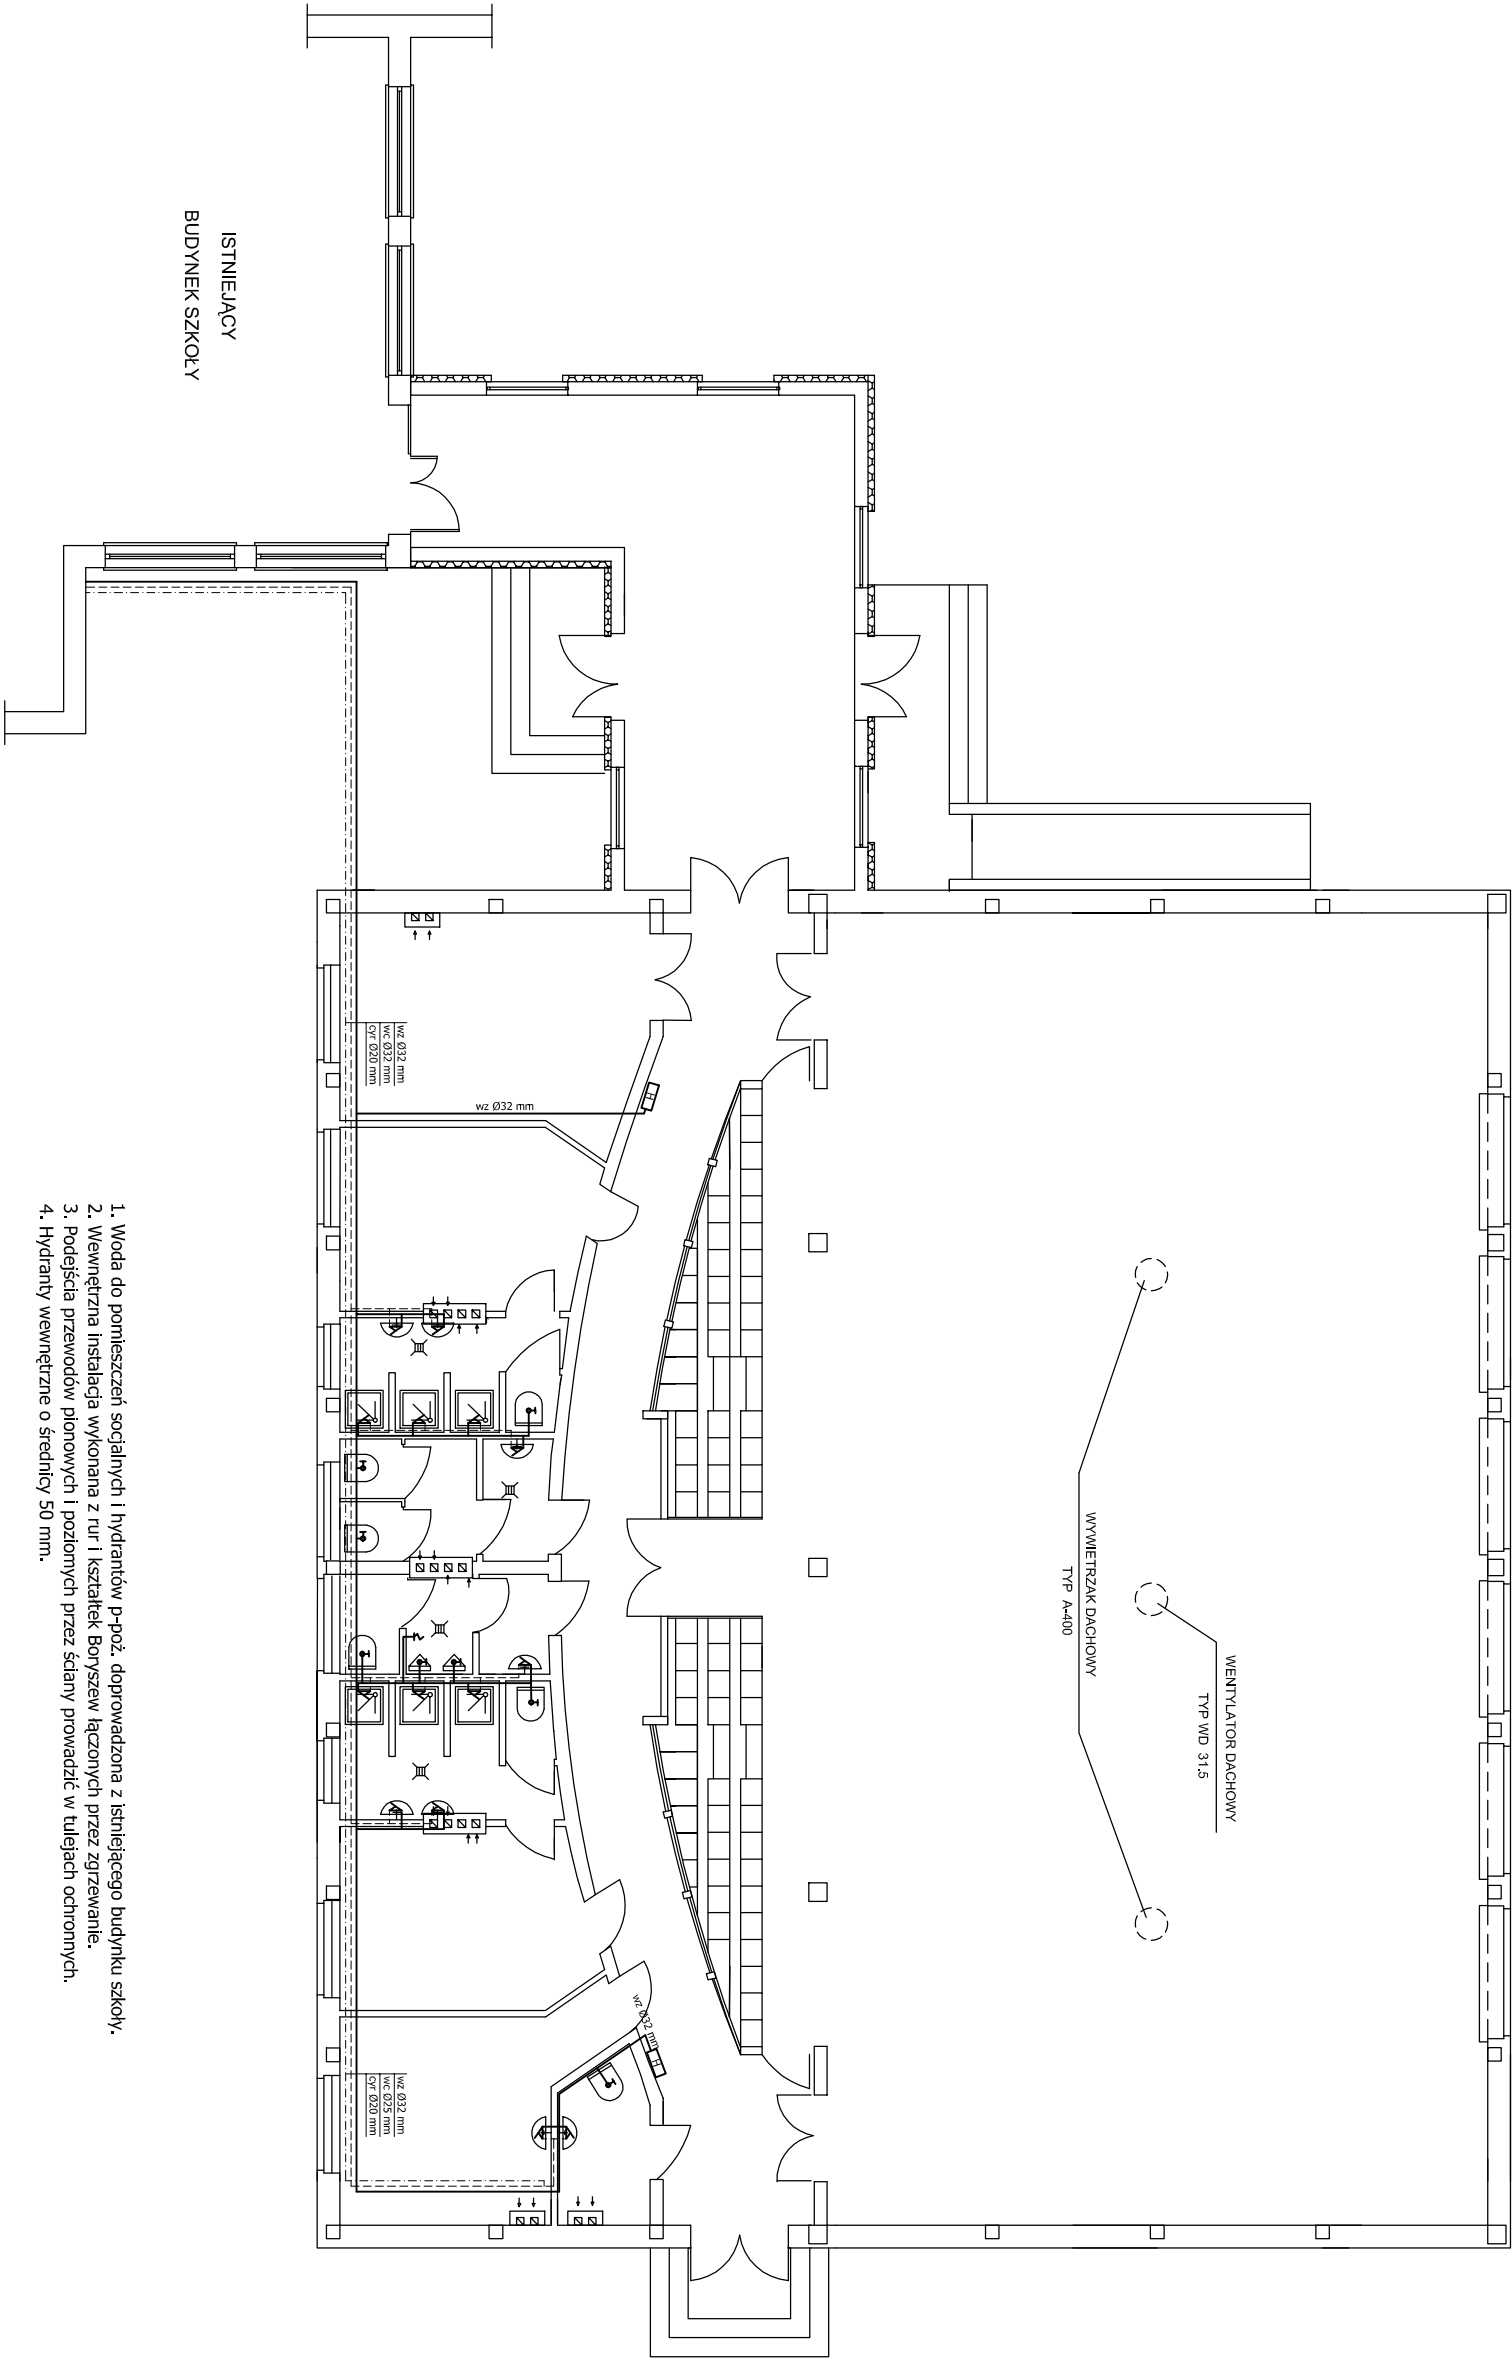 ISTNIEJĄCY
BUDYNEK SZKOŁY
wz Ø32 mm
wc Ø32 mm
cyr Ø20 mm
wz Ø32 mm
H
WYWIETRZAK DACHOWY
TYP A-400
WENTYLATOR DACHOWY
TYP WD 31.5
wz Ø32 mm
H
wz Ø32 mm
wc Ø25 mm
cyr Ø20 mm
1. Woda do pomieszczeń socjalnych i hydrantów p-poż. doprowadzona z istniejącego budynku szkoły.
2. Wewnętrzna instalacja wykonana z rur i kształtek Boryszew łączonych przez zgrzewanie.
3. Podejścia przewodów pionowych i poziomych przez ściany prowadzić w tulejach ochronnych.
4. Hydranty wewnętrzne o średnicy 50 mm.